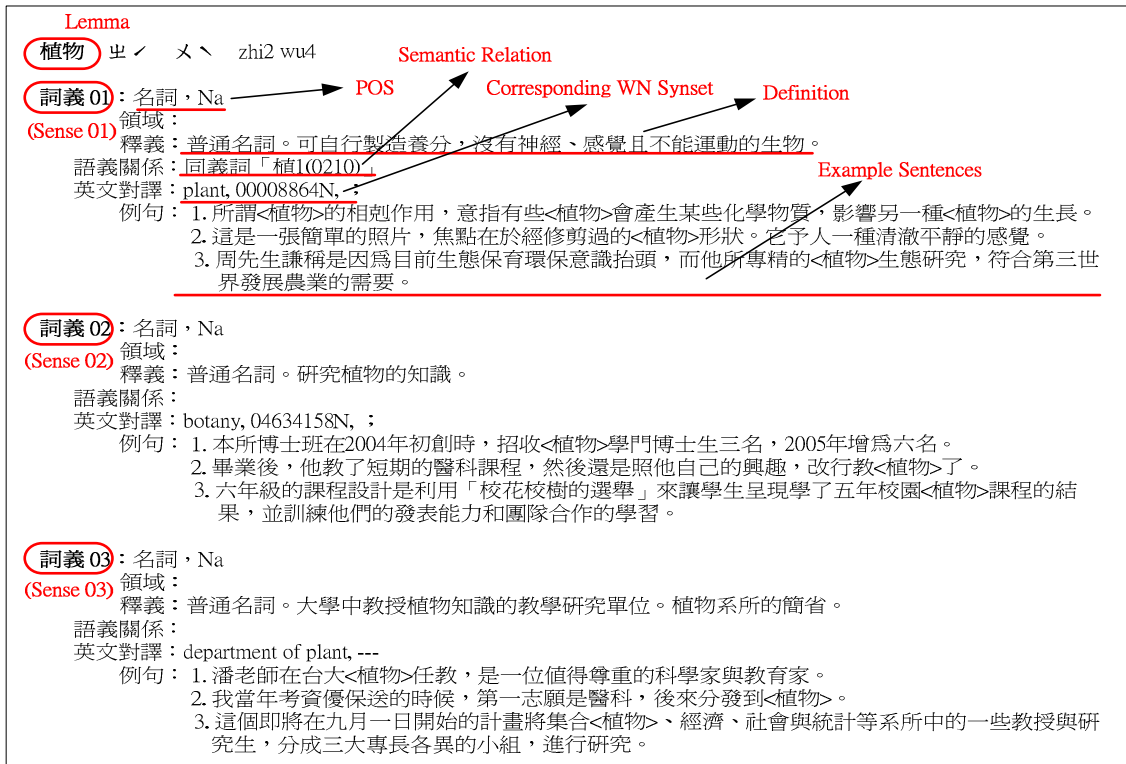 Lemma
植物 ㄓˊ ㄨˋ zhi2 wu4
Semantic Relation
POS
Corresponding WN Synset
Definition
詞義 01：名詞，Na
(Sense 01)
領域：
釋義：普通名詞。可自行製造養分，沒有神經、感覺且不能運動的生物。
語義關係：同義詞「植1(0210)」
Example Sentences
英文對譯：plant, 00008864N, ；
例句：1. 所謂<植物>的相剋作用，意指有些<植物>會產生某些化學物質，影響另一種<植物>的生長。
2. 這是一張簡單的照片，焦點在於經修剪過的<植物>形狀。它予人一種清澈平靜的感覺。
3. 周先生謙稱是因為目前生態保育環保意識抬頭，而他所專精的<植物>生態研究，符合第三世
界發展農業的需要。
詞義 02：名詞，Na
(Sense 02)
領域：
釋義：普通名詞。研究植物的知識。
語義關係：
英文對譯：botany, 04634158N, ；
例句：1. 本所博士班在2004年初創時，招收<植物>學門博士生三名，2005年增為六名。
2. 畢業後，他教了短期的醫科課程，然後還是照他自己的興趣，改行教<植物>了。
3. 六年級的課程設計是利用「校花校樹的選舉」來讓學生呈現學了五年校園<植物>課程的結
果，並訓練他們的發表能力和團隊合作的學習。
詞義 03：名詞，Na
(Sense 03)
領域：
釋義：普通名詞。大學中教授植物知識的教學研究單位。植物系所的簡省。
語義關係：
英文對譯：department of plant, ---
例句：1. 潘老師在台大<植物>任教，是一位值得尊重的科學家與教育家。
2. 我當年考資優保送的時候，第一志願是醫科，後來分發到<植物>。
3. 這個即將在九月一日開始的計畫將集合<植物>、經濟、社會與統計等系所中的一些教授與研
究生，分成三大專長各異的小組，進行研究。